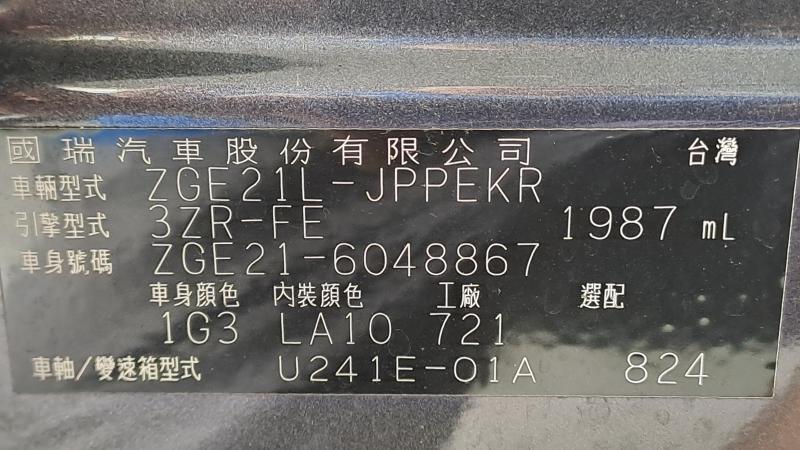 國瑞汽車股份有限公司 台灣
車輛型式 ZGE21L-JPPEKR
引擎型式 3ZR-FE 1987 mL
車身號碼 ZGE21-6048867
車身顏色 內裝顏色 工廠 選配
1G3 LA10 721
車軸/變速箱型式 U241E-01A 824